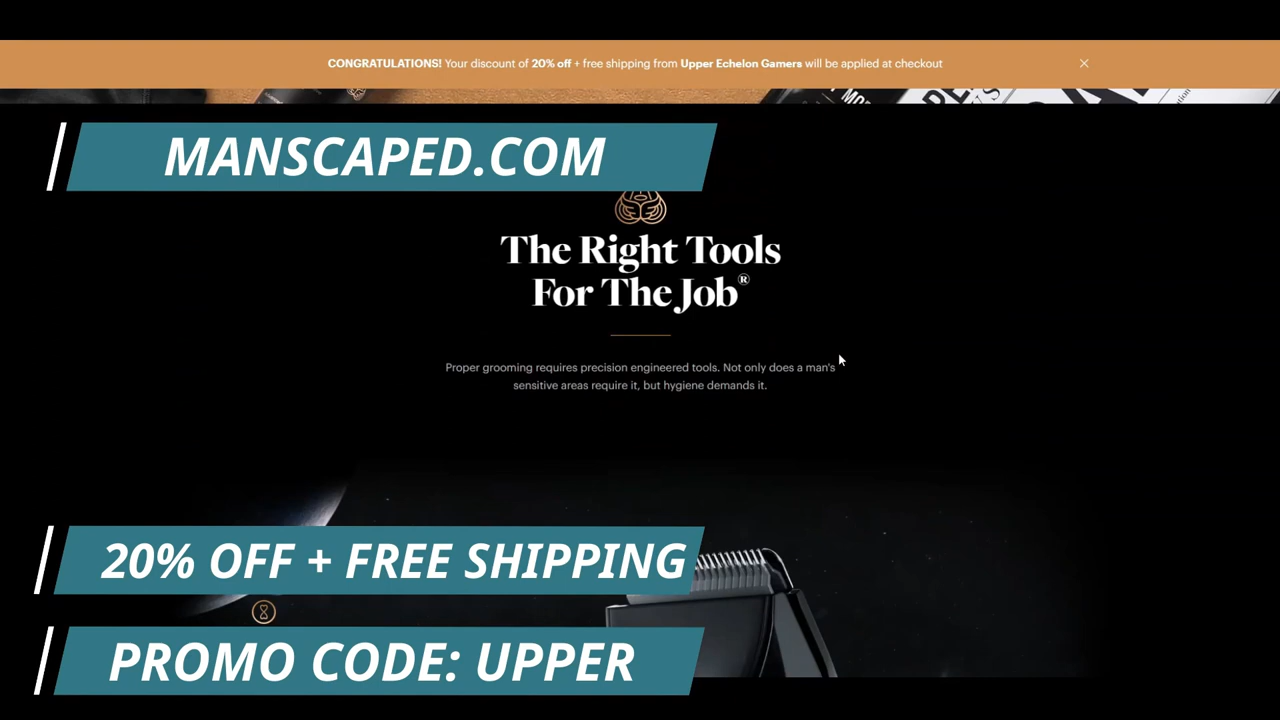 CONGRATULATIONS! Your discount of 20% off + free shipping from Upper Echelon Gamers will be applied at checkout
MANSCAPED.COM
The Right Tools
For The Job®
Proper grooming requires precision engineered tools. Not only does a man's
sensitive areas require it, but hygiene demands it.
20% OFF + FREE SHIPPING
PROMO CODE: UPPER